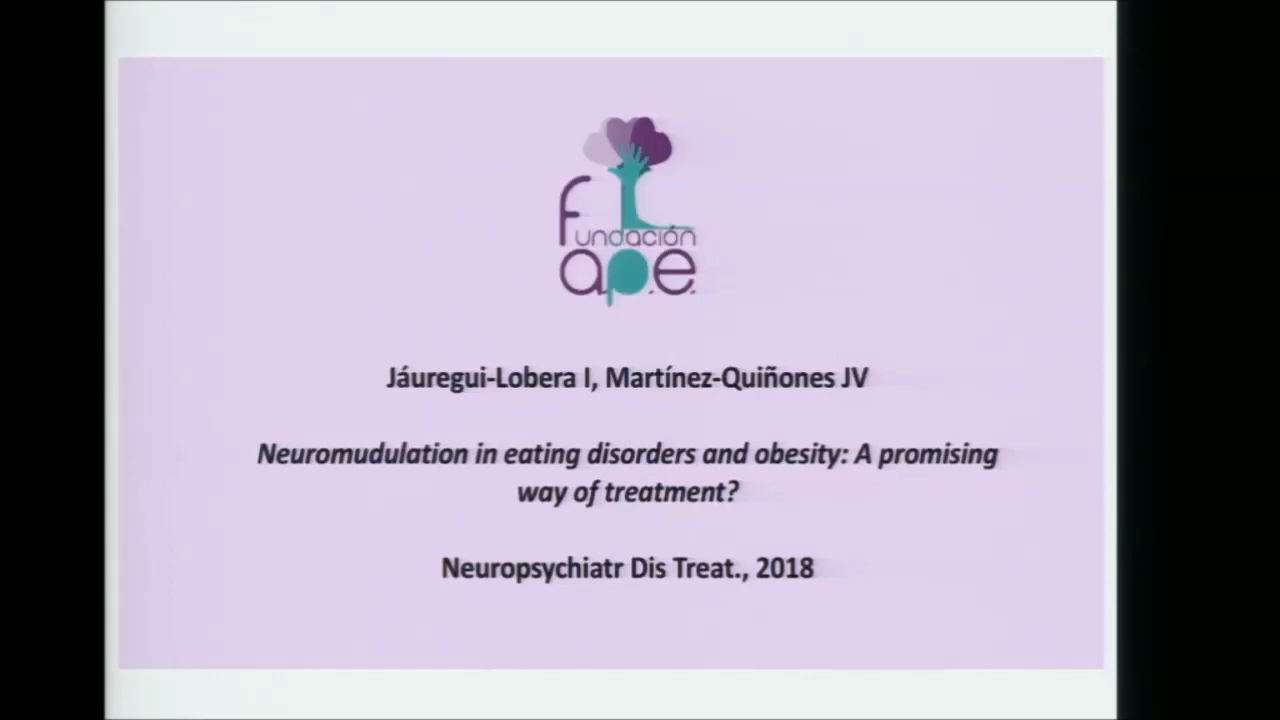 fundación
a.p.e.
Jáuregui-Lobera I, Martínez-Quiñones JV
Neuromudulation in eating disorders and obesity: A promising
way of treatment?
Neuropsychiatr Dis Treat., 2018